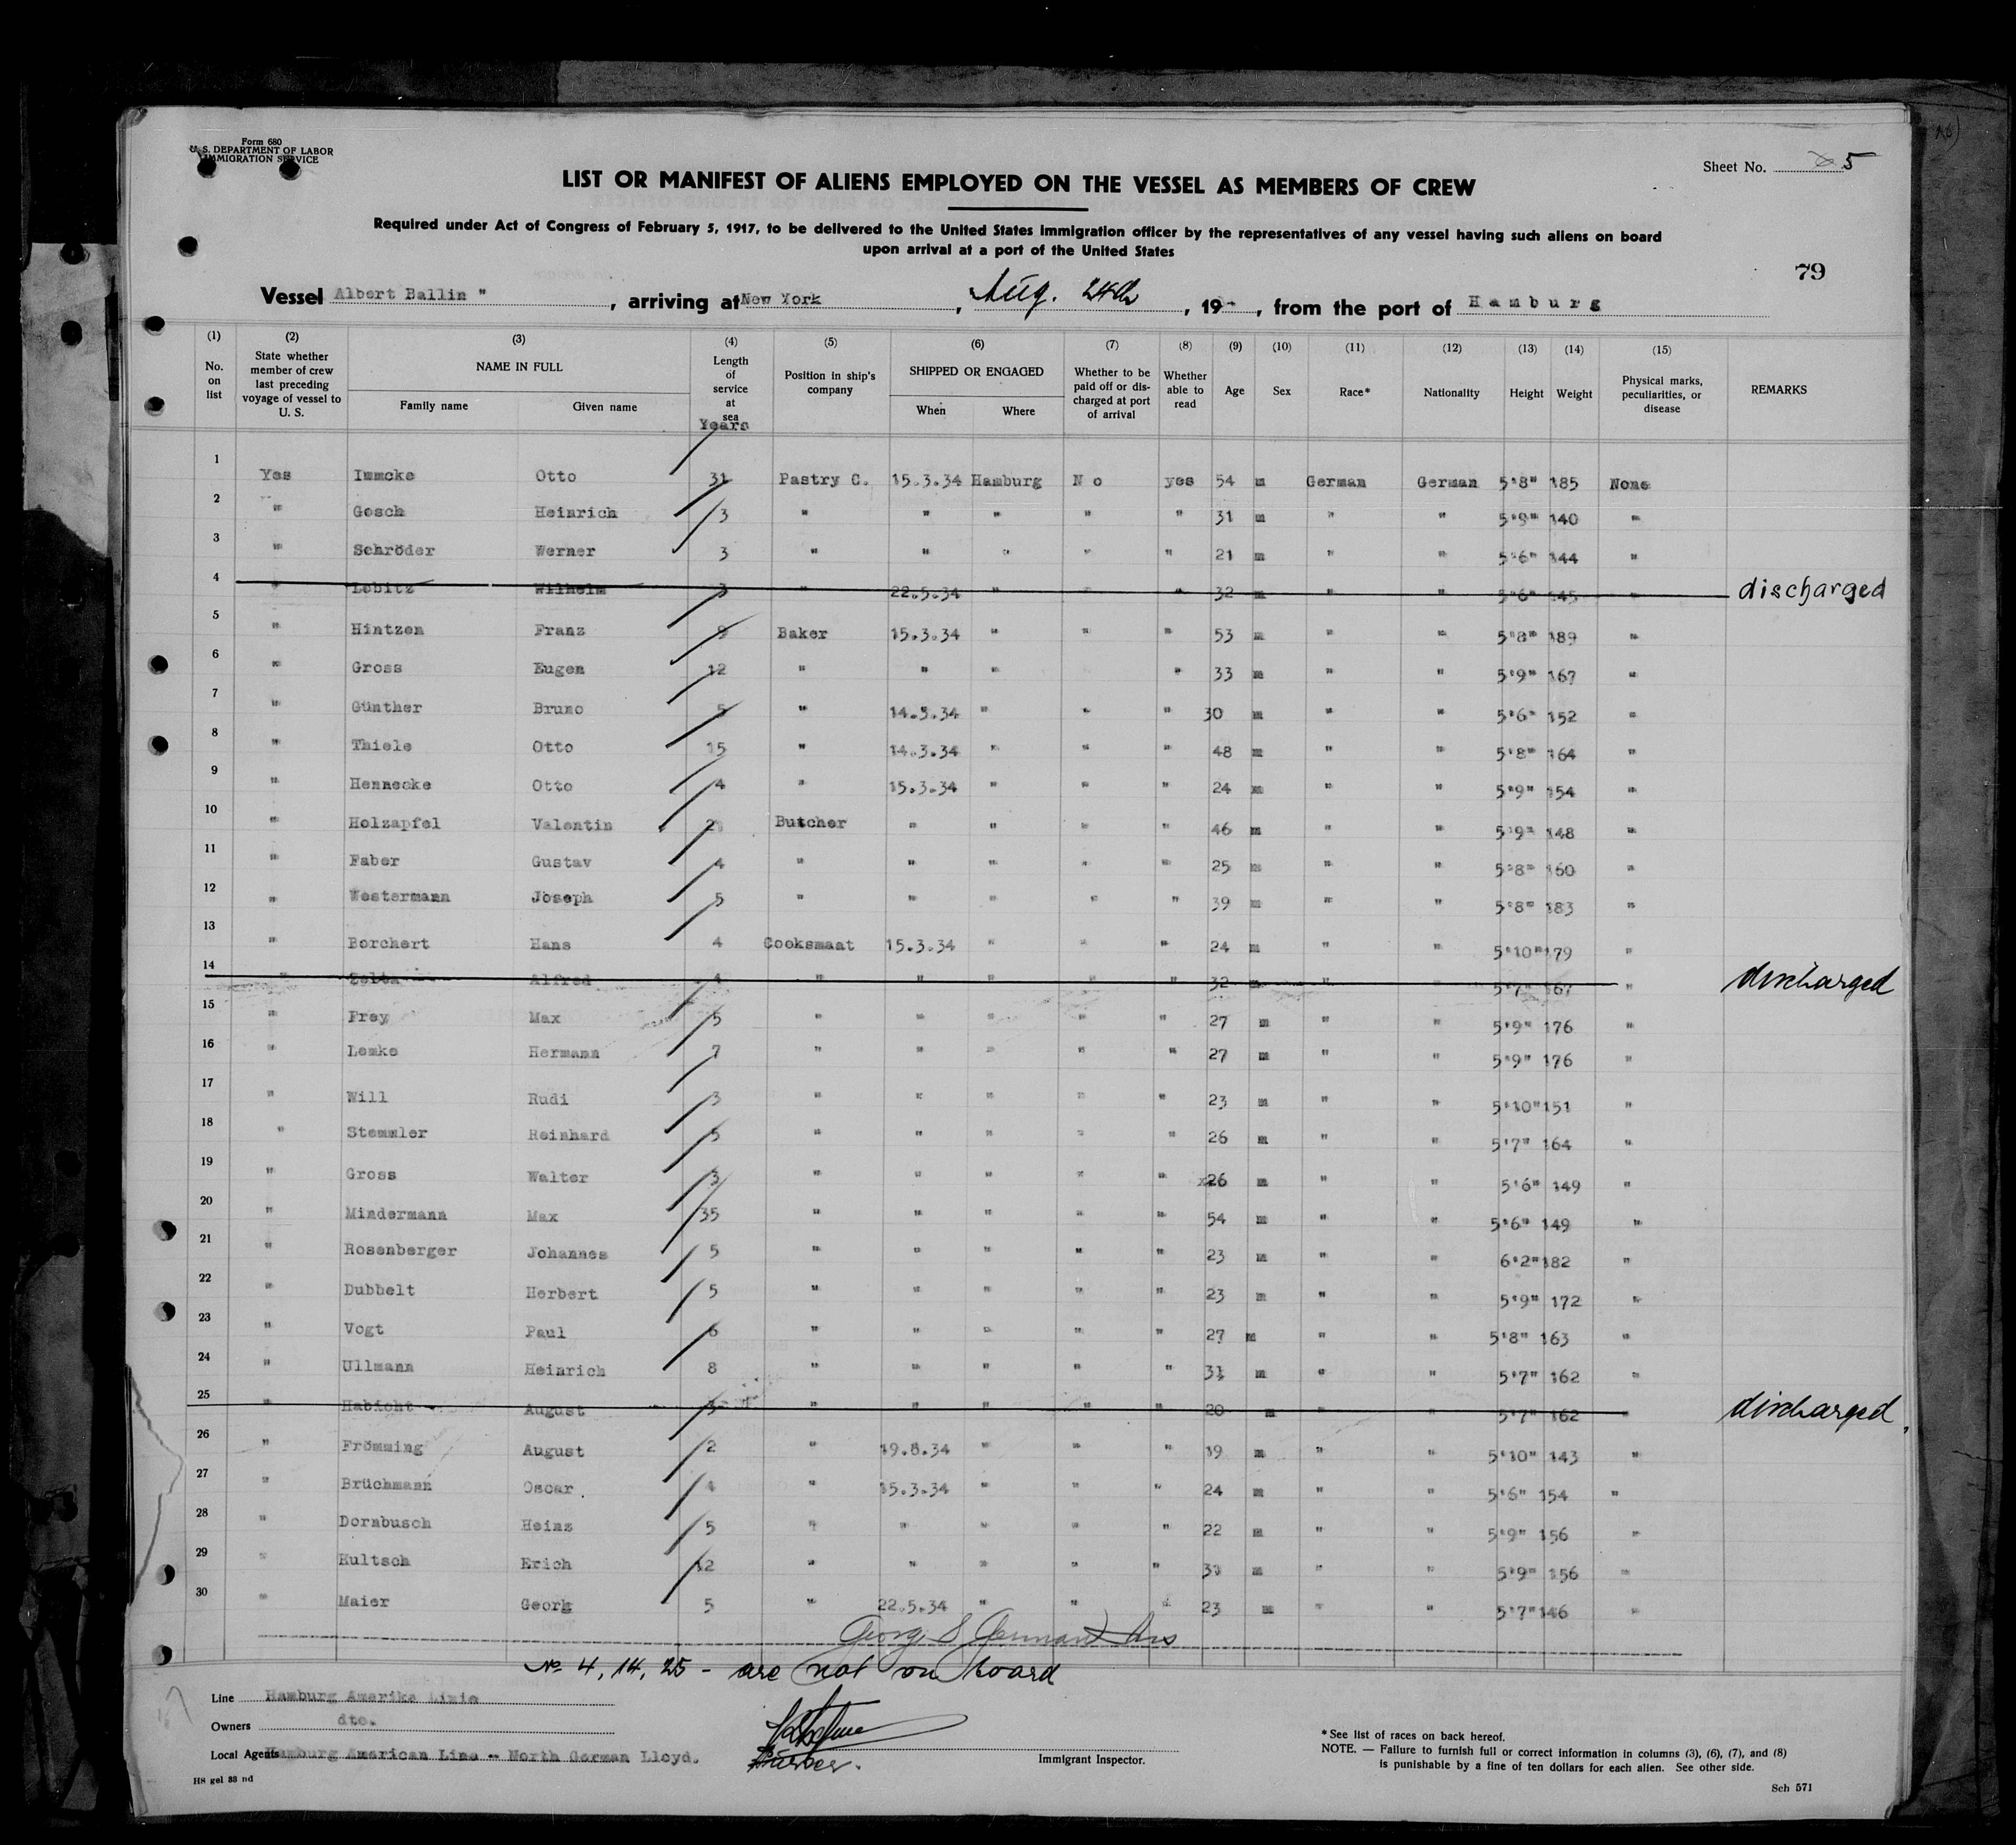 Form 680
U. S. DEPARTMENT OF LABOR
IMMIGRATION SERVICE
Sheet No. 5
LIST OR MANIFEST OF ALIENS EMPLOYED ON THE VESSEL AS MEMBERS OF CREW
Required under Act of Congress of February 5, 1917, to be delivered to the United States immigration officer by the representatives of any vessel having such aliens on board
upon arrival at a port of the United States
79
Vessel Albert Ballin ", arriving at New York, Aug. 24th, 19, from the port of Hamburg
(1) No. on list (2) State whether member of crew last preceding voyage of vessel to U. S. (3) NAME IN FULL Family name Given name (4) Length of service at sea Years (5) Position in ship's company (6) SHIPPED OR ENGAGED When Where (7) Whether to be paid off or discharged at port of arrival (8) Whether able to read (9) Age (10) Sex (11) Race* (12) Nationality (13) Height (14) Weight (15) Physical marks, peculiarities, or disease REMARKS
1 Yes Immcke Otto 31 Pastry C. 15.3.34 Hamburg No yes 54 m German German 5'8" 185 None
2 " Gosch Heinrich 3 " " " " " 31 m " " 5'9" 140 "
3 " Schröder Werner 3 " " " " " 21 m " " 5'6" 144 "
4 " Lobitz Wilhelm 3 " 22.5.34 " " " 32 m " " 5'6" 145 " discharged
5 " Hintzen Franz 9 Baker 15.3.34 " " " 53 m " " 5'8" 189 "
6 " Gross Eugen 12 " " " " 33 m " " 5'9" 167 "
7 " Günther Bruno 5 " 14.5.34 " " " 30 m " " 5'6" 152 "
8 " Thiele Otto 15 " 14.3.34 " " " 48 m " " 5'8" 164 "
9 " Hennecke Otto 4 " 15.3.34 " " " 24 m " " 5'9" 154 "
10 " Holzapfel Valentin Butcher " " " " 46 m " " 5'9" 148 "
11 " Faber Gustav 4 " " " " " 25 m " " 5'8" 160 "
12 " Westermann Joseph 5 " " " " " 39 m " " 5'8" 183 "
13 " Borchert Hans 4 Cooksmaat 15.3.34 " " " 24 m " " 5'10" 179 "
14 " Alfred 4 " " " " " 32 m " " 5'7" 167 " discharged
15 " Frey Max 5 " " " " " 27 m " " 5'9" 176 "
16 " Lemke Hermann 7 " " " " " 27 m " " 5'9" 176 "
17 " Will Rudi 3 " " " " " 23 m " " 5'10" 151 "
18 " Stemmler Reinhard 5 " " " " " 26 m " " 5'7" 164 "
19 " Gross Walter 3 " " " " " 26 m " " 5'6" 149 "
20 " Mindermann Max 35 " " " " " 54 m " " 5'6" 149 "
21 " Rosenberger Johannes 5 " " " " " 23 m " " 6'2" 182 "
22 " Dubbelt Herbert 5 " " " " " 23 m " " 5'9" 172 "
23 " Vogt Paul 6 " " " " " 27 m " " 5'8" 163 "
24 " Ullmann Heinrich 8 " " " " " m " " 5'7" 162 "
25 " Habicht August 3 " " " " " 20 m " " 5'7" 162 " discharged
26 " Frömming August 2 " 19.8.34 " " " 19 m " " 5'10" 143 "
27 " Brüchmann Oscar 4 " 15.3.34 " " " 24 m " " 5'6" 154 "
28 " Dornbusch Heinz 5 " " " " " 22 m " " 5'9" 156 "
29 " Hultsch Erich 12 " " " " " m " " 5'9" 156 "
30 " Maier Georg 5 " 22.5.34 " " " 23 m " " 5'7" 146 "
No. 4, 14, 25 - are not on board
Line Hamburg Amerika Linie
Owners dto.
Local Agents Hamburg American Line -- North German Lloyd.
Immigrant Inspector.
* See list of races on back hereof.
NOTE. — Failure to furnish full or correct information in columns (3), (6), (7), and (8)
is punishable by a fine of ten dollars for each alien. See other side.
HS gel 33 nd
Sch 571